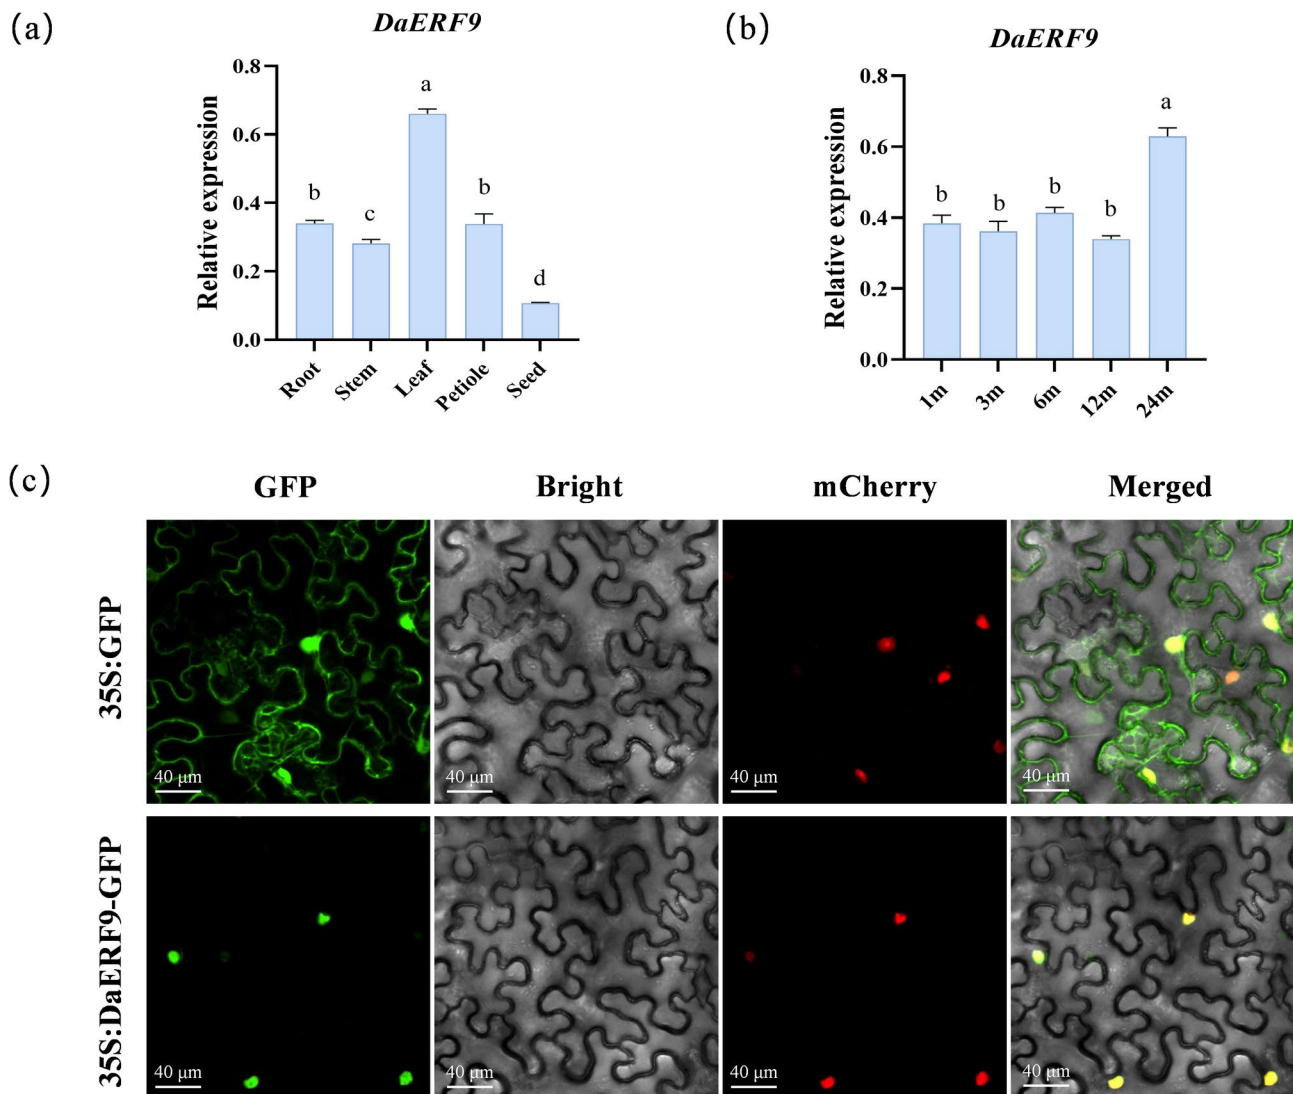 (a)
DaERF9
Relative expression
0.8
0.6
0.4
0.2
0.0
b
c
a
b
d
Root
Stem
Leaf
Petiole
Seed
(b)
DaERF9
Relative expression
0.8
0.6
0.4
0.2
0.0
b
b
b
b
a
1m
3m
6m
12m
24m
(c)
GFP
Bright
mCherry
Merged
35S:GFP
40 μm
40 μm
40 μm
40 μm
35S:DaERF9-GFP
40 μm
40 μm
40 μm
40 μm